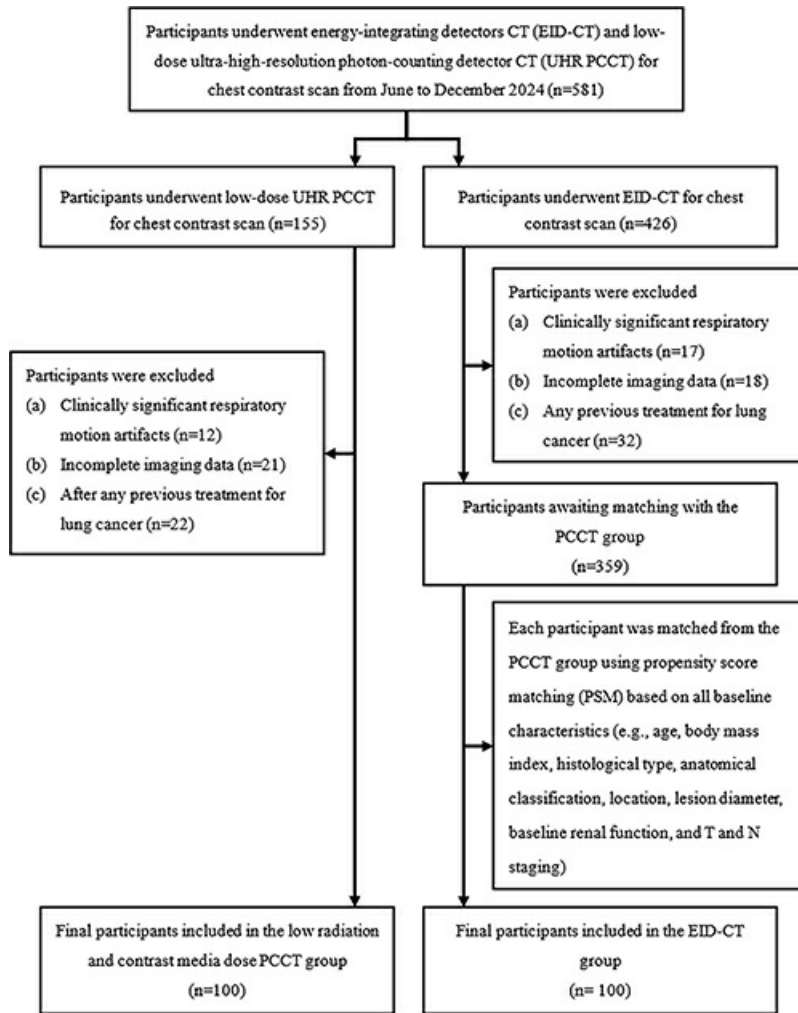 Participants underwent energy-integrating detectors CT (EID-CT) and low-
dose ultra-high-resolution photon-counting detector CT (UHR PCCT) for
chest contrast scan from June to December 2024 (n=581)
Participants underwent low-dose UHR PCCT
for chest contrast scan (n=155)
Participants underwent EID-CT for chest
contrast scan (n=426)
Participants were excluded
(a) Clinically significant respiratory
motion artifacts (n=17)
(b) Incomplete imaging data (n=18)
(c) Any previous treatment for lung
cancer (n=32)
Participants were excluded
(a) Clinically significant respiratory
motion artifacts (n=12)
(b) Incomplete imaging data (n=21)
(c) After any previous treatment for
lung cancer (n=22)
Participants awaiting matching with the
PCCT group
(n=359)
Each participant was matched from the
PCCT group using propensity score
matching (PSM) based on all baseline
characteristics (e.g., age, body mass
index, histological type, anatomical
classification, location, lesion diameter,
baseline renal function, and T and N
staging)
Final participants included in the low radiation
and contrast media dose PCCT group
(n=100)
Final participants included in the EID-CT
group
(n= 100)